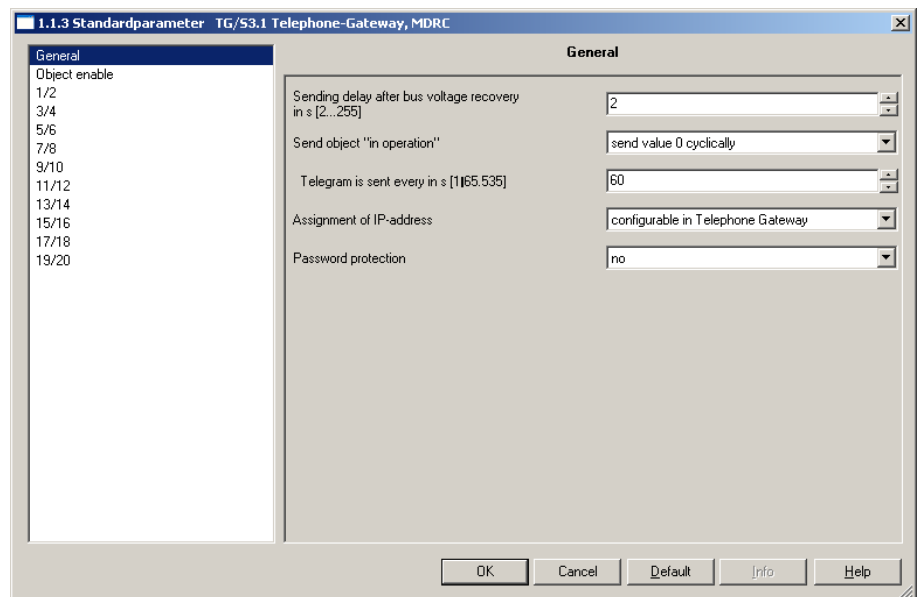 1.1.3 Standardparameter TG/S3.1 Telephone-Gateway, MDRC
General
Object enable
1/2
3/4
5/6
7/8
9/10
11/12
13/14
15/16
17/18
19/20
General
Sending delay after bus voltage recovery
in s [2...255]
2
Send object "in operation"
send value 0 cyclically
Telegram is sent every in s [1‖65.535]
60
Assignment of IP-address
configurable in Telephone Gateway
Password protection
no
OK
Cancel
Default
Info
Help